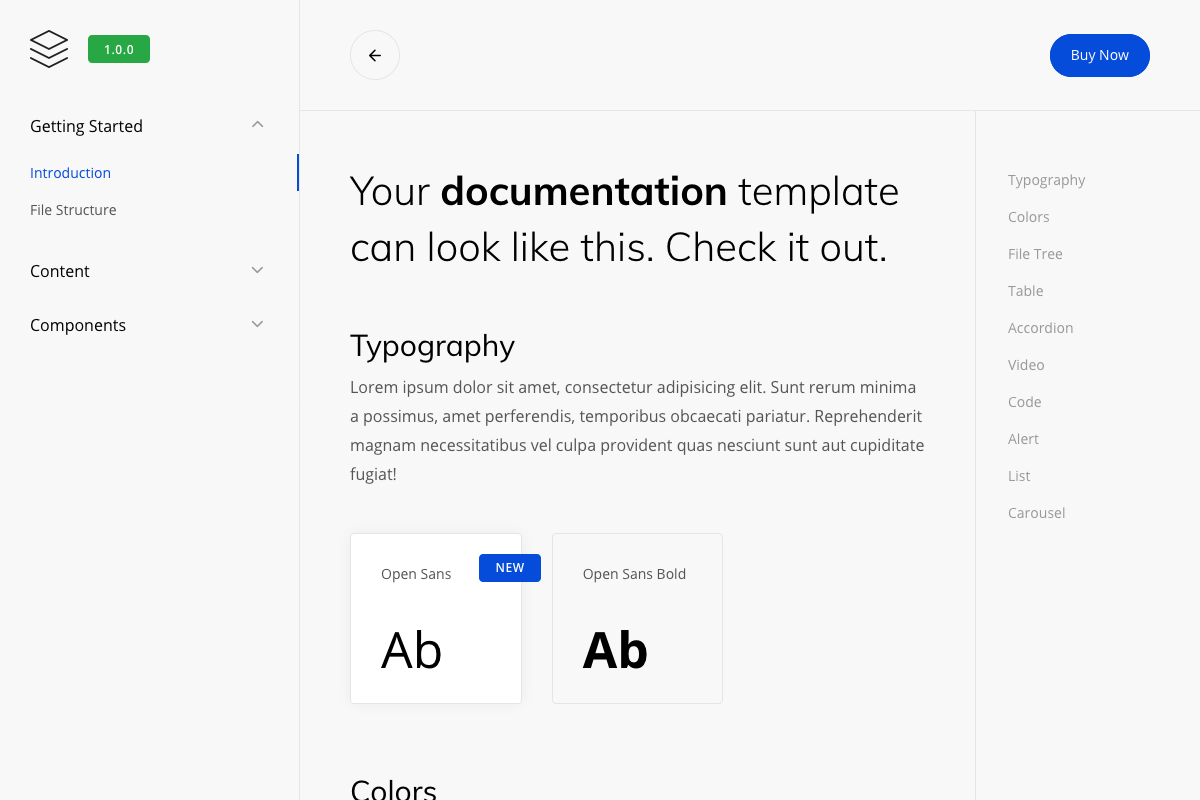 1.0.0
Getting Started
Introduction
File Structure
Content
Components
Buy Now
Your documentation template
can look like this. Check it out.
Typography
Lorem ipsum dolor sit amet, consectetur adipisicing elit. Sunt rerum minima
a possimus, amet perferendis, temporibus obcaecati pariatur. Reprehenderit
magnam necessitatibus vel culpa provident quas nesciunt sunt aut cupiditate
fugiat!
Open Sans
NEW
Ab
Open Sans Bold
Ab
Colors
Typography
Colors
File Tree
Table
Accordion
Video
Code
Alert
List
Carousel